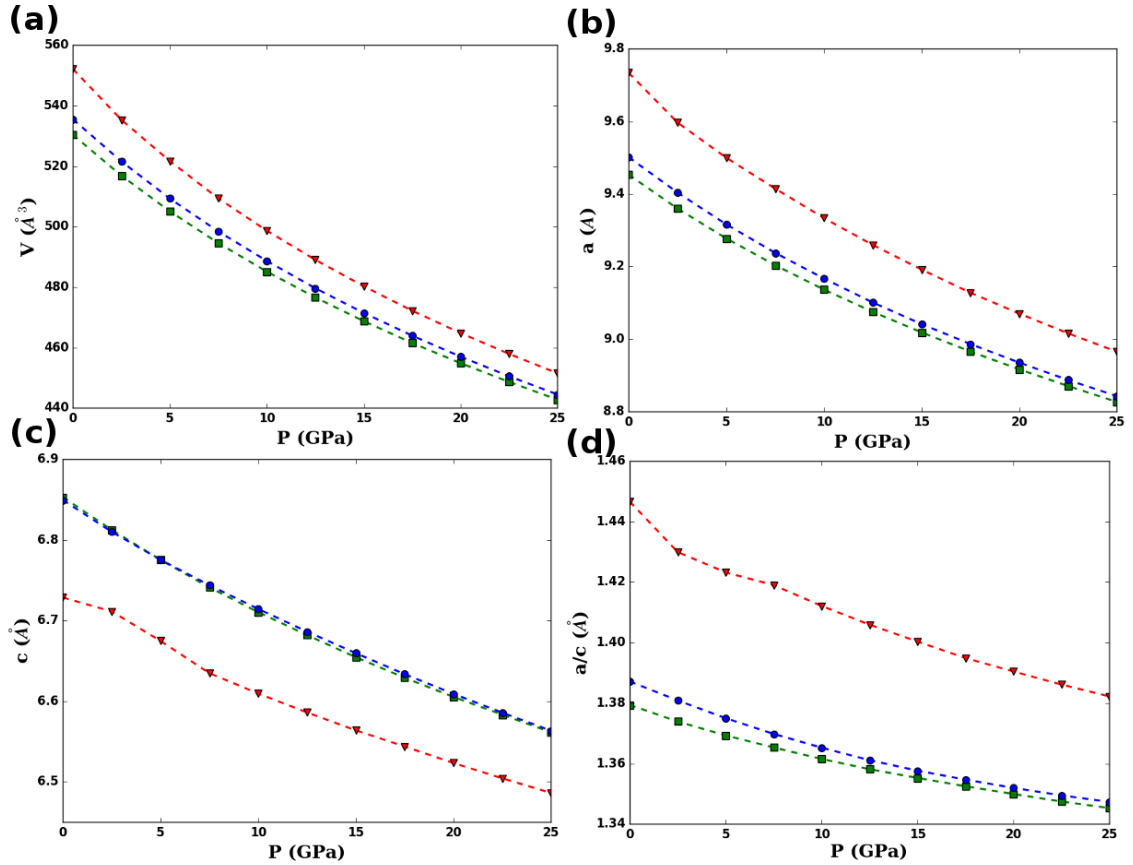 (a)
560
540
520
500
480
460
440
V (Å³)
0 5 10 15 20 25
P (GPa)
(b)
9.8
9.6
9.4
9.2
9.0
8.8
a (Å)
0 5 10 15 20 25
P (GPa)
(c)
6.9
6.8
6.7
6.6
6.5
c (Å)
0 5 10 15 20 25
P (GPa)
(d)
1.46
1.44
1.42
1.40
1.38
1.36
1.34
a/c (Å)
0 5 10 15 20 25
P (GPa)